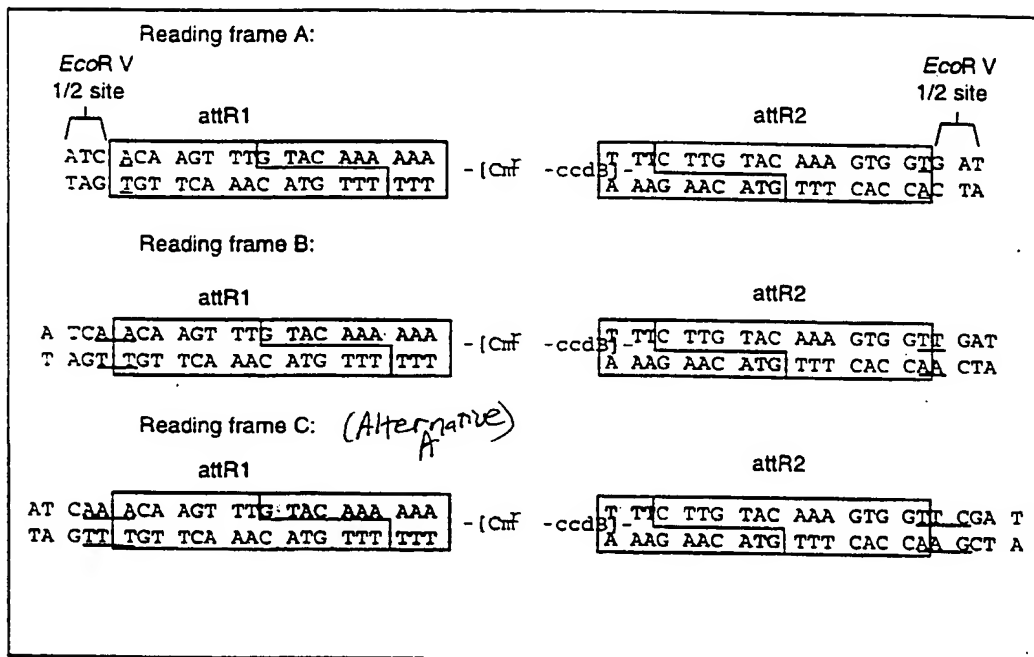 Reading frame A:
EcoR V
1/2 site
EcoR V
1/2 site
attR1
attR2
ATC ACA AGT TTG TAC AAA AAA -[Cmr -ccdB]- T TTC TTG TAC AAA GTG GTGAT
TAG TGT TCA AAC ATG TTT TTT A AAG AAC ATG TTT CAC CAC TA
Reading frame B:
attR1
attR2
A TCA ACA AGT TTG TAC AAA AAA -[Cmr -ccdB]- T TTC TTG TAC AAA GTG GTT GAT
T AGT TGT TCA AAC ATG TTT TTT A AAG AAC ATG TTT CAC CAA CTA
Reading frame C: (Alternative A)
attR1
attR2
AT CAA ACA AGT TTG TAC AAA AAA -[Cmr -ccdB]- T TTC TTG TAC AAA GTG GTT CGA T
TA GTT TGT TCA AAC ATG TTT TTT A AAG AAC ATG TTT CAC CAA GCT A